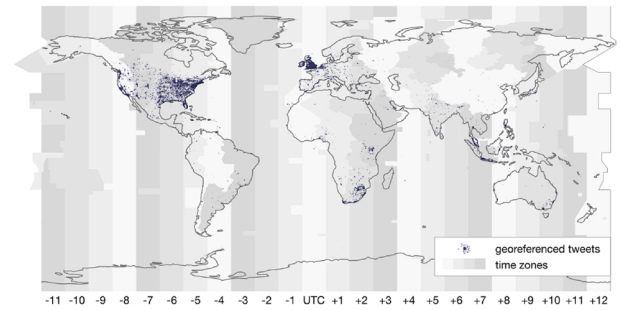 georeferenced tweets
time zones
-11 -10 -9 -8 -7 -6 -5 -4 -3 -2 -1 UTC +1 +2 +3 +4 +5 +6 +7 +8 +9 +10 +11 +12